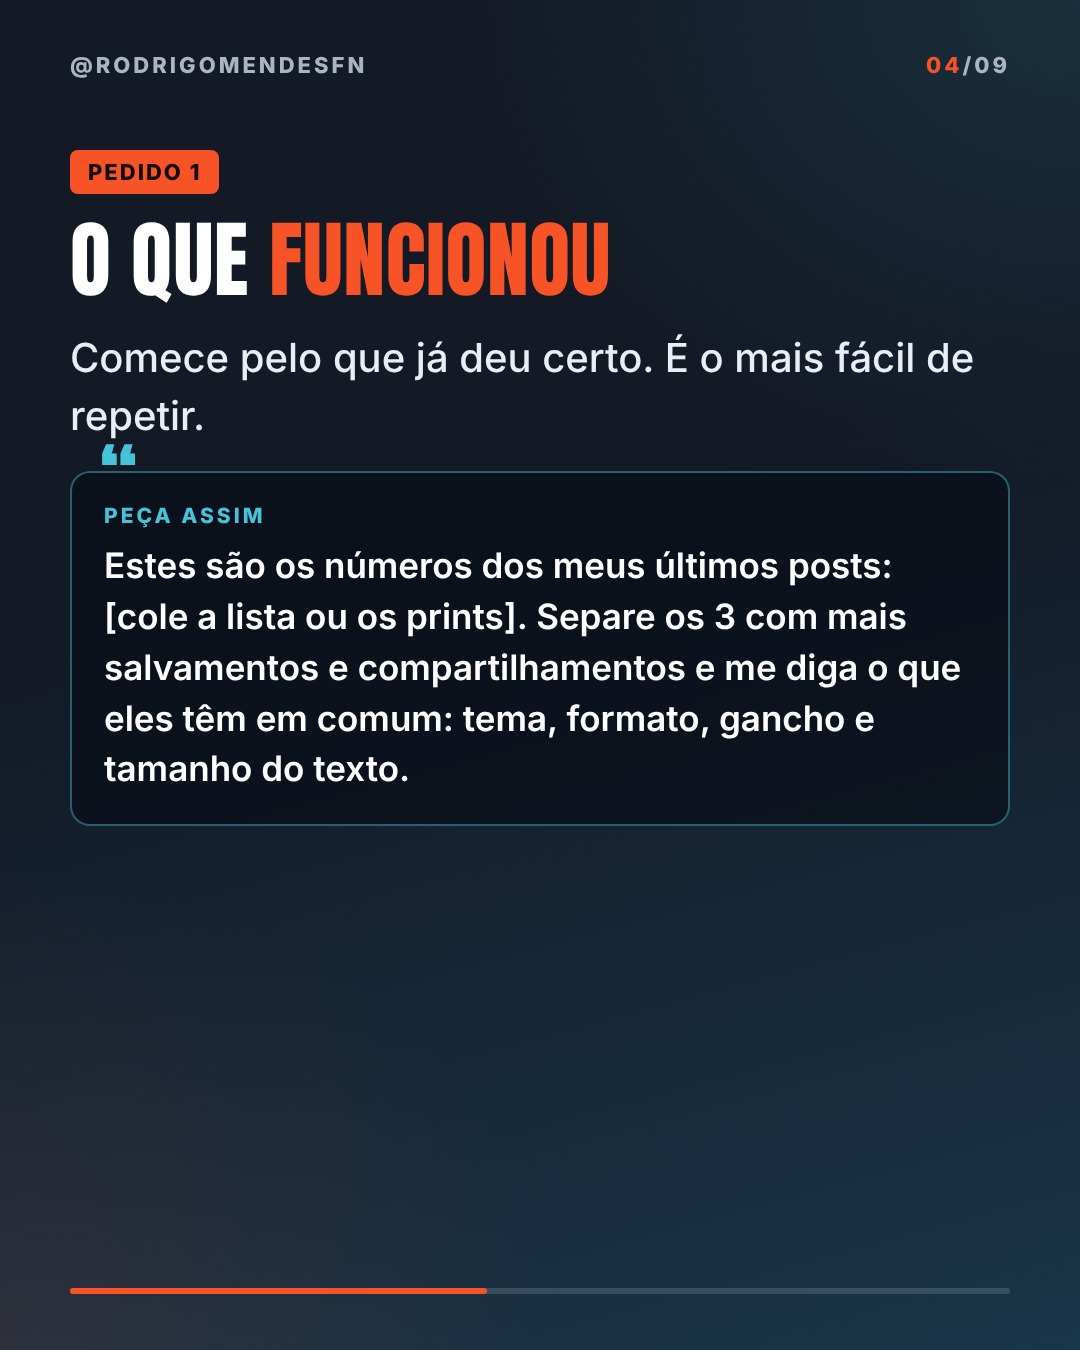 @RODRIGOMENDESFN
04/09
PEDIDO 1
O QUE FUNCIONOU
Comece pelo que já deu certo. É o mais fácil de
repetir.
“
PEÇA ASSIM
Estes são os números dos meus últimos posts:
[cole a lista ou os prints]. Separe os 3 com mais
salvamentos e compartilhamentos e me diga o que
eles têm em comum: tema, formato, gancho e
tamanho do texto.